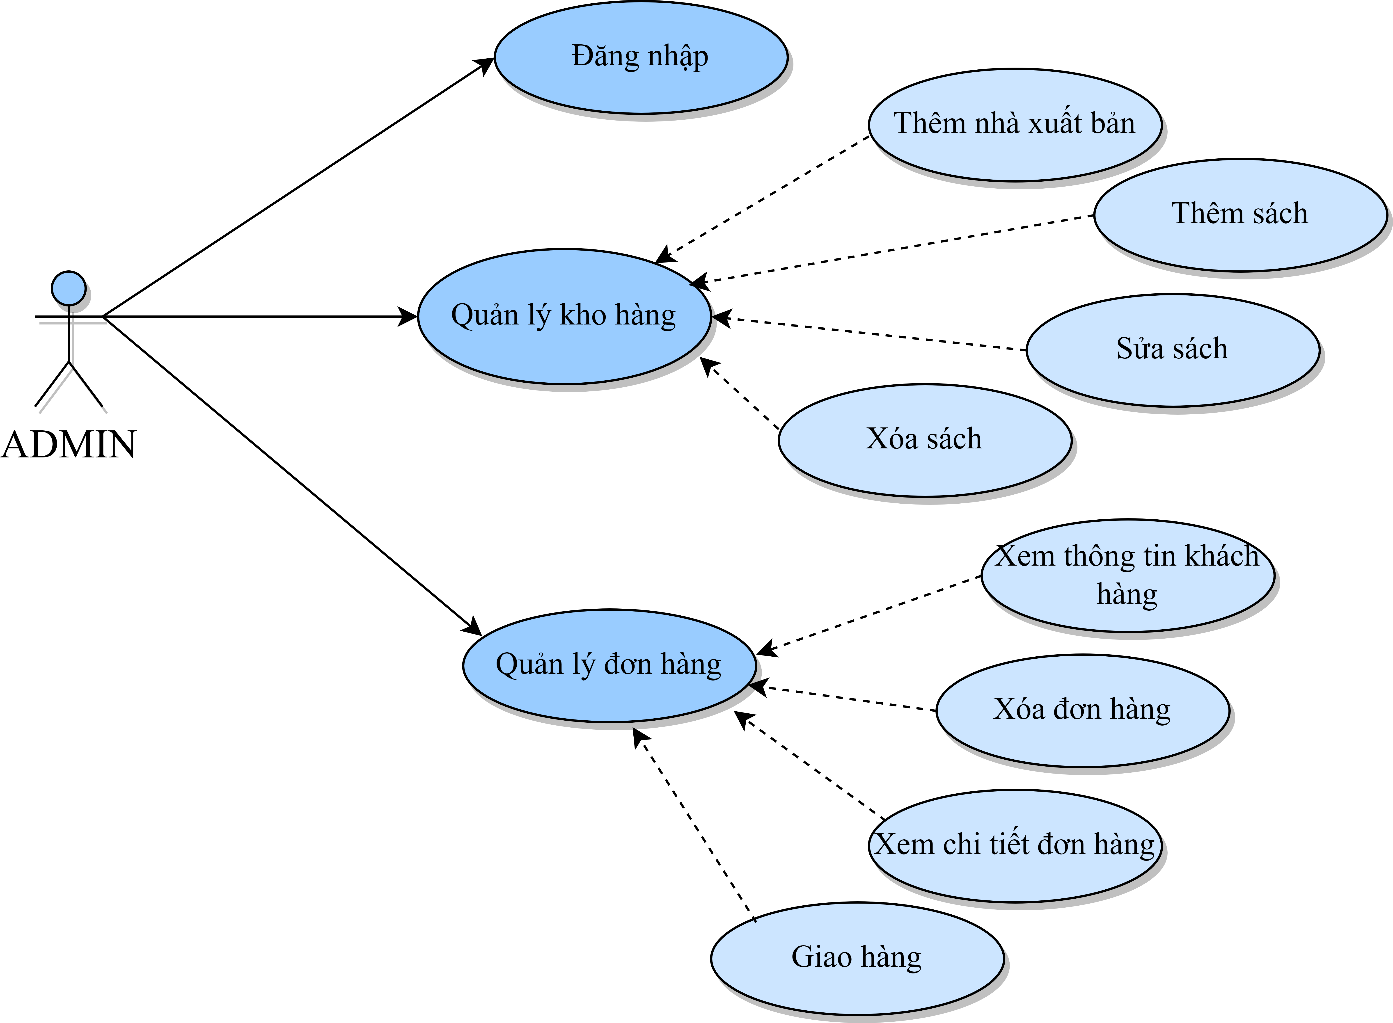 Đăng nhập
Thêm nhà xuất bản
Thêm sách
Quản lý kho hàng
Sửa sách
Xóa sách
ADMIN
Xem thông tin khách
hàng
Quản lý đơn hàng
Xóa đơn hàng
Xem chi tiết đơn hàng
Giao hàng